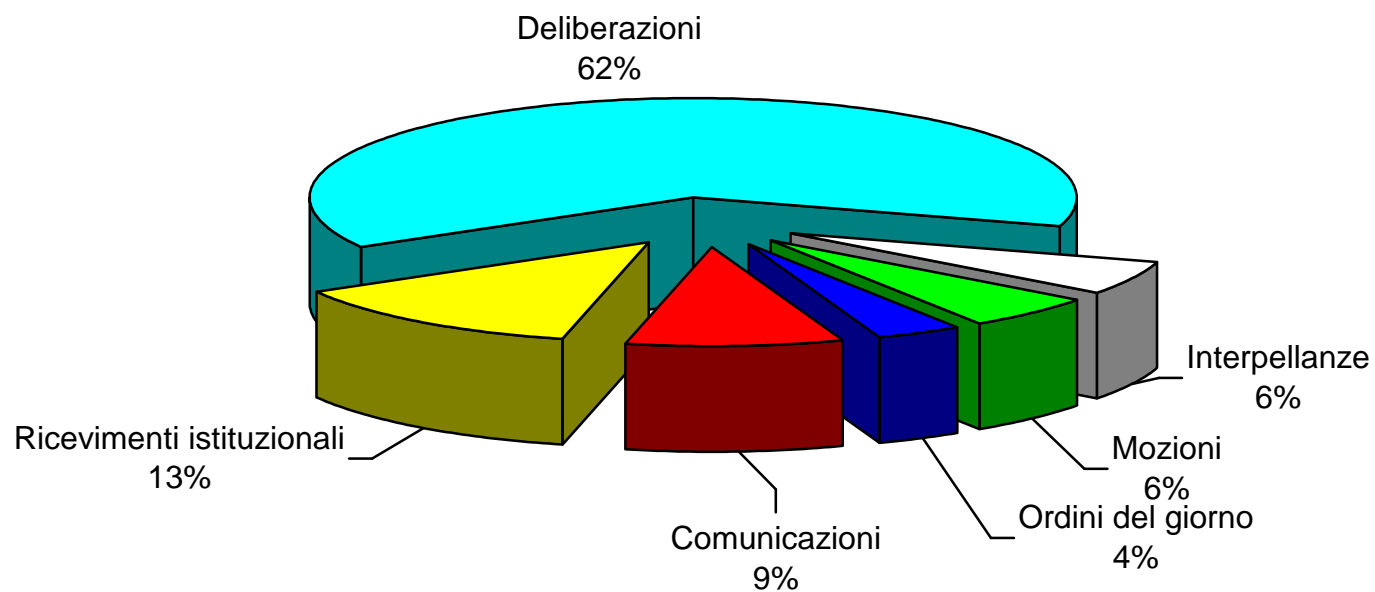 Deliberazioni
62%
Interpellanze
6%
Mozioni
6%
Ordini del giorno
4%
Comunicazioni
9%
Ricevimenti istituzionali
13%